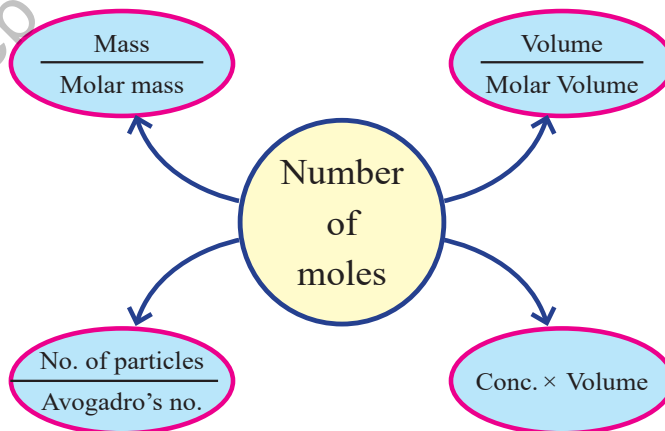 Mass
Molar mass
Volume
Molar Volume
Number
of
moles
No. of particles
Avogadro's no.
Conc. × Volume